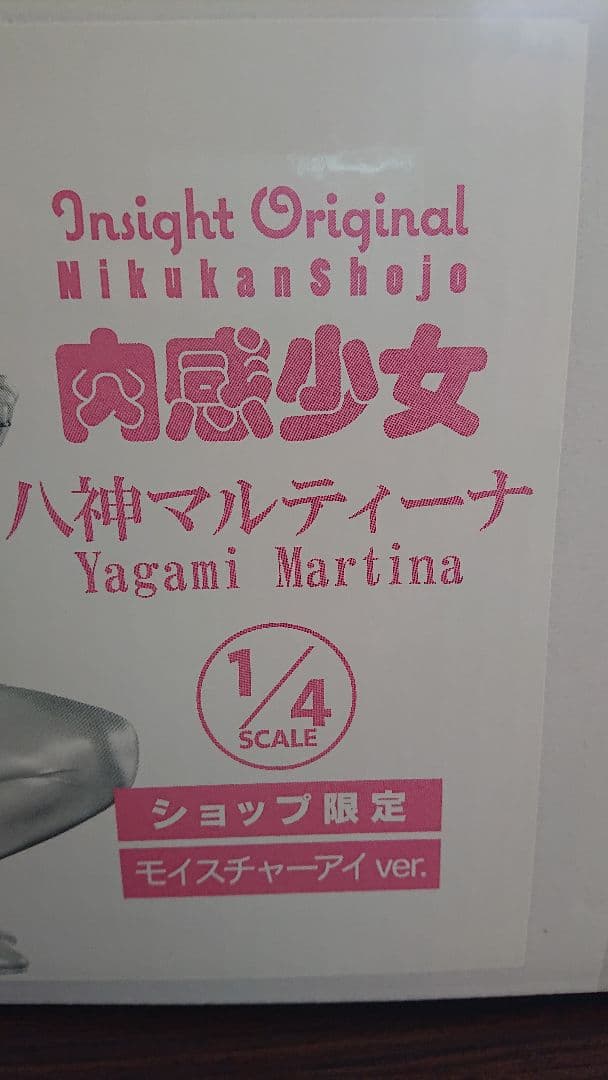 Insight Original
NikukanShojo
肉感少女
八神マルティーナ
Yagami Martina
1/4
SCALE
ショップ限定
モイスチャーアイ ver.